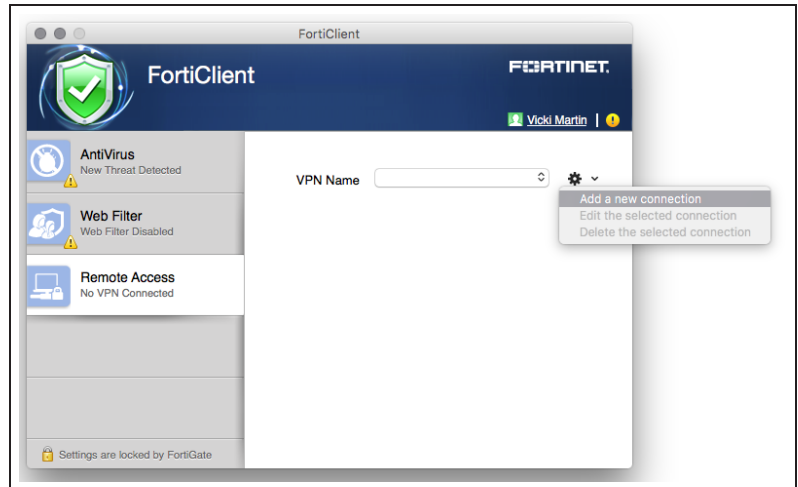 FortiClient
FortiClient
FORTINET.
Vicki Martin
AntiVirus
New Threat Detected
Web Filter
Web Filter Disabled
Remote Access
No VPN Connected
VPN Name
Add a new connection
Edit the selected connection
Delete the selected connection
Settings are locked by FortiGate